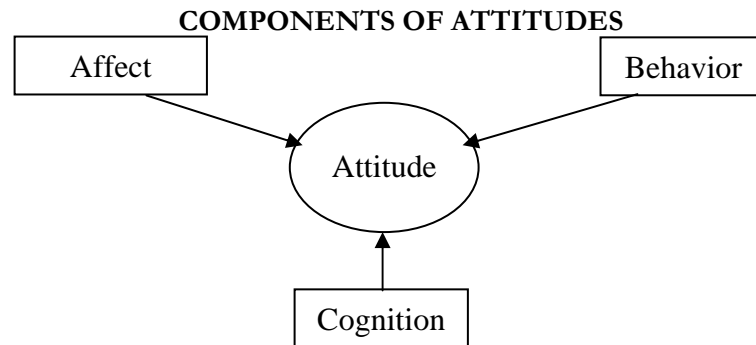 COMPONENTS OF ATTITUDES
Affect
Behavior
Attitude
Cognition